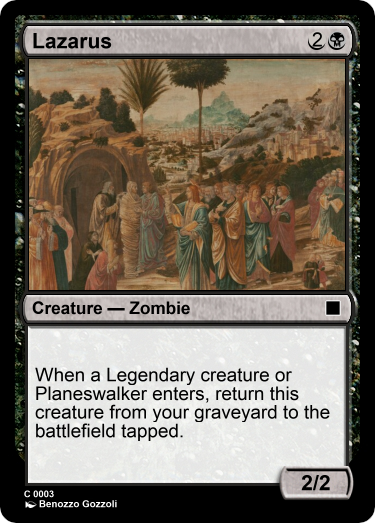 Lazarus 2
Creature — Zombie
When a Legendary creature or
Planeswalker enters, return this
creature from your graveyard to the
battlefield tapped.
2/2
C 0003
Benozzo Gozzoli